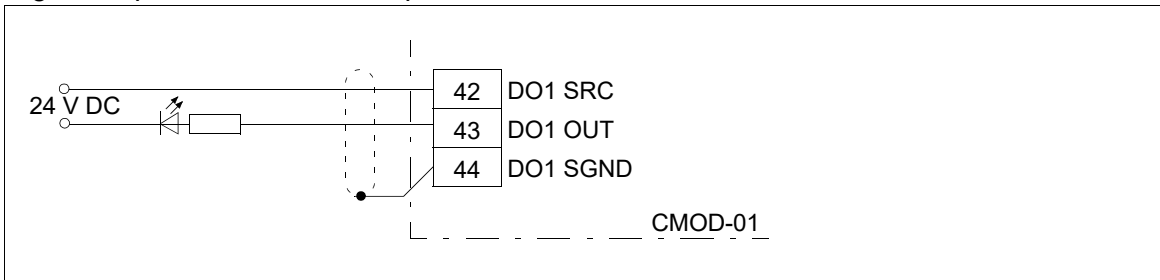 24 V DC
42 DO1 SRC
43 DO1 OUT
44 DO1 SGND
CMOD-01